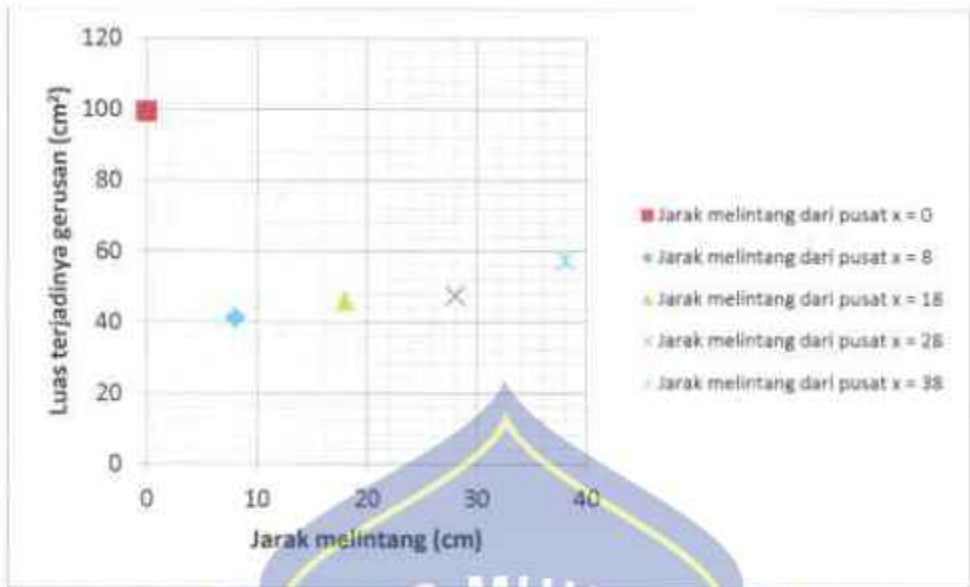 120
100
80
60
40
20
0
Luas terjadinya gerusan (cm²)
0 10 20 30 40
Jarak melintang (cm)
Jarak melintang dari pusat x = 0
Jarak melintang dari pusat x = 8
Jarak melintang dari pusat x = 18
Jarak melintang dari pusat x = 28
Jarak melintang dari pusat x = 38